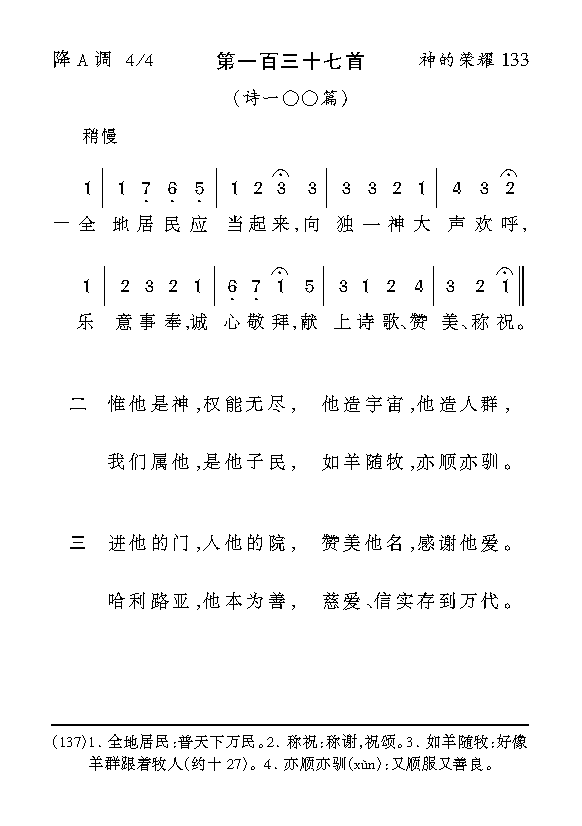 降A调 4/4 第一百三十七首 神的荣耀 133
(诗一〇〇篇)
稍慢
1 | 1 7 6 5 | 1 2 3 3 | 3 3 2 1 | 4 3 2
一 全 地居民应 当起来,向 独一神大 声欢呼,
1 | 2 3 2 1 | 6 7 1 5 | 3 1 2 4 | 3 2 1 ‖
乐 意事奉,诚 心敬拜,献 上诗歌、赞 美、称祝。
二 惟他是神,权能无尽, 他造宇宙,他造人群,
我们属他,是他子民, 如羊随牧,亦顺亦驯。
三 进他的门,入他的院, 赞美他名,感谢他爱。
哈利路亚,他本为善, 慈爱、信实存到万代。
(137)1. 全地居民:普天下万民。2. 称祝:称谢,祝颂。3. 如羊随牧:好像
羊群跟着牧人(约十27)。4. 亦顺亦驯(xùn):又顺服又善良。